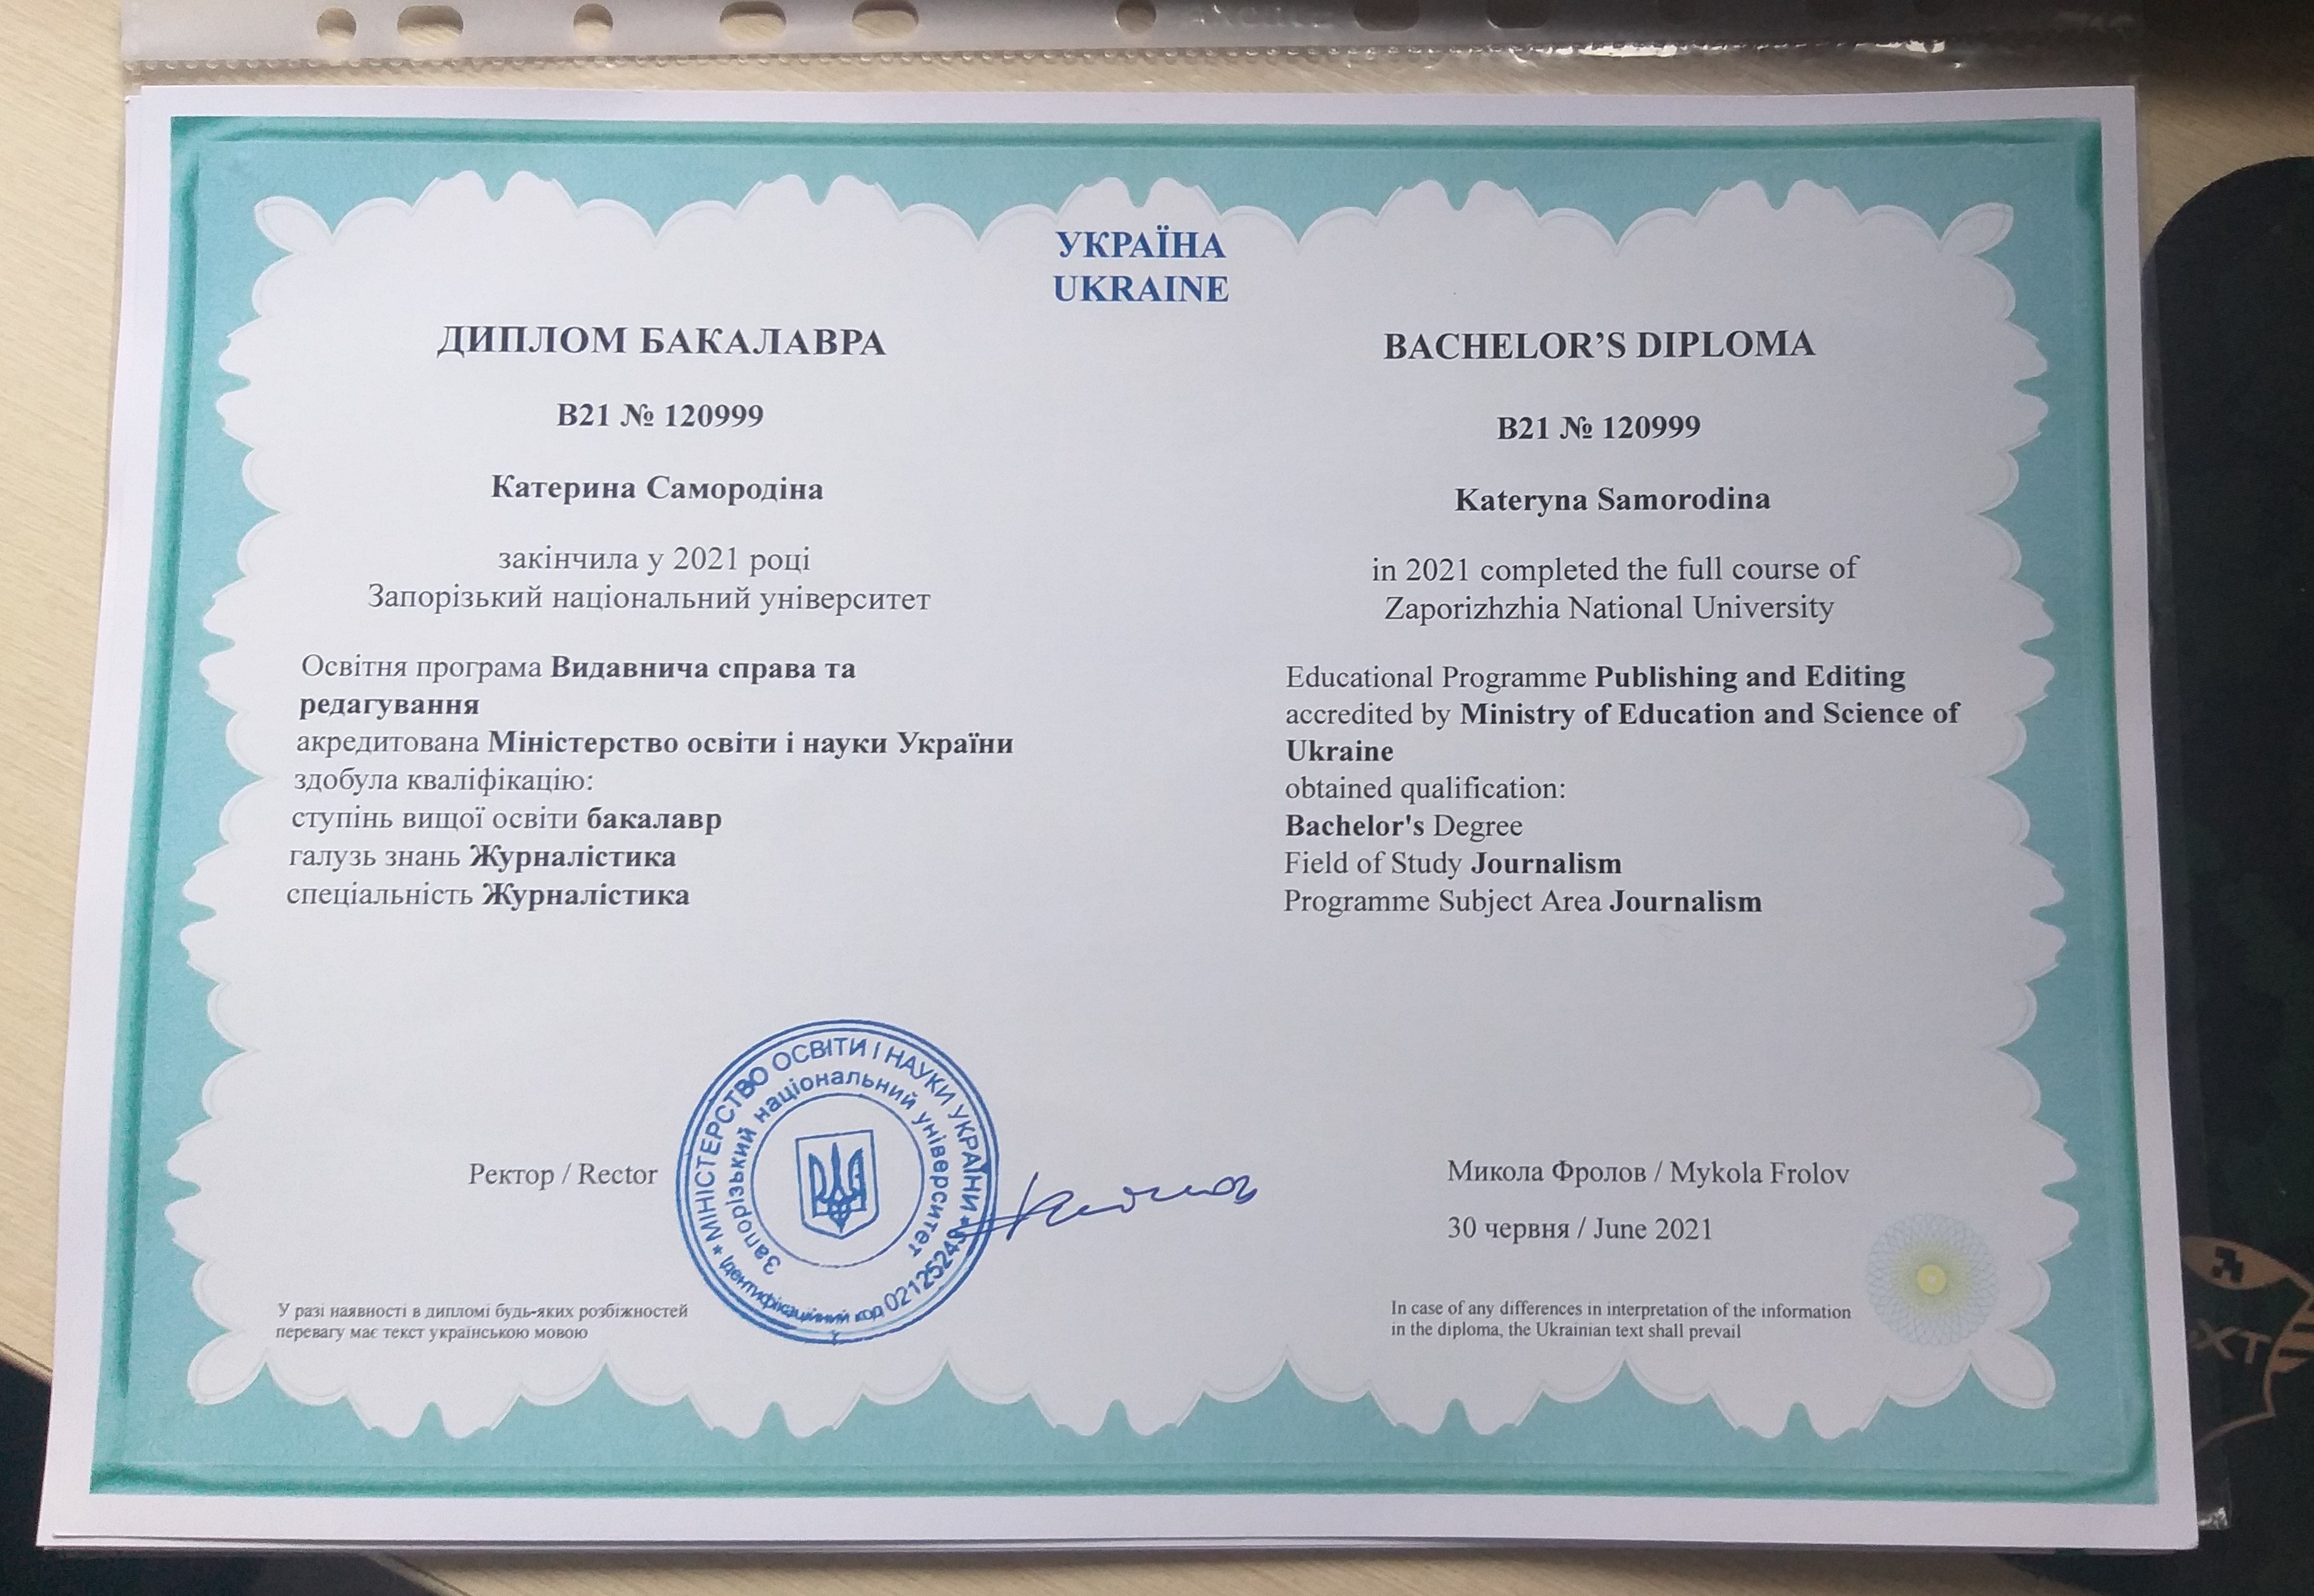 УКРАЇНА
UKRAINE
ДИПЛОМ БАКАЛАВРА
B21 № 120999
Катерина Самородіна
закінчила у 2021 році
Запорізький національний університет
Освітня програма Видавнича справа та
редагування
акредитована Міністерство освіти і науки України
здобула кваліфікацію:
ступінь вищої освіти бакалавр
галузь знань Журналістика
спеціальність Журналістика
BACHELOR’S DIPLOMA
B21 № 120999
Kateryna Samorodina
in 2021 completed the full course of
Zaporizhzhia National University
Educational Programme Publishing and Editing
accredited by Ministry of Education and Science of
Ukraine
obtained qualification:
Bachelor's Degree
Field of Study Journalism
Programme Subject Area Journalism
Ректор / Rector
МІНІСТЕРСТВО ОСВІТИ І НАУКИ УКРАЇНИ
Запорізький національний університет
Ідентифікаційний код 02125243
Микола Фролов / Mykola Frolov
30 червня / June 2021
У разі наявності в дипломі будь-яких розбіжностей
перевагу має текст українською мовою
In case of any differences in interpretation of the information
in the diploma, the Ukrainian text shall prevail